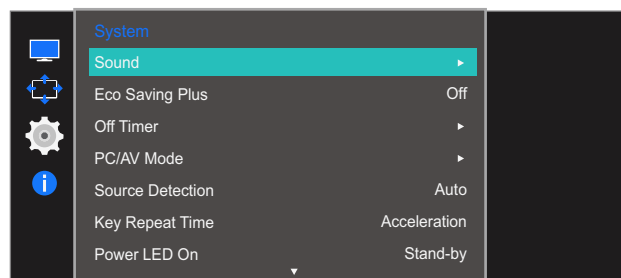 System
Sound
Eco Saving Plus Off
Off Timer
PC/AV Mode
Source Detection Auto
Key Repeat Time Acceleration
Power LED On Stand-by